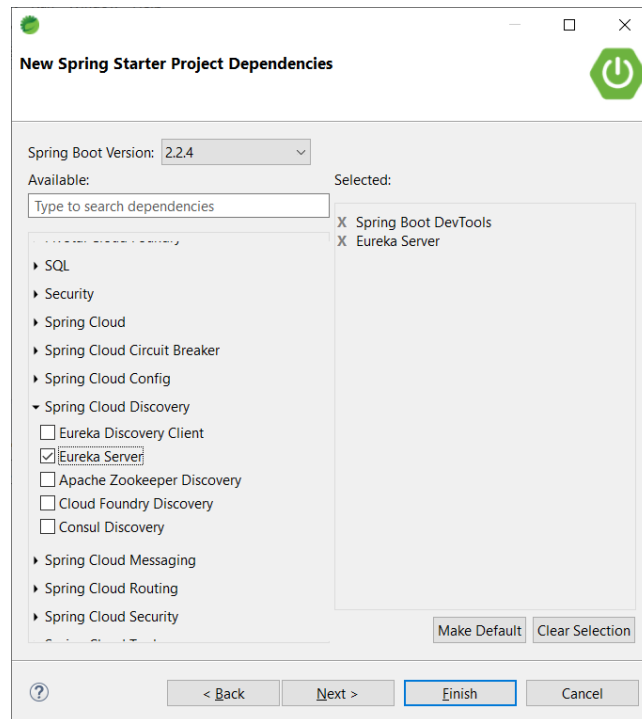 New Spring Starter Project Dependencies
Spring Boot Version: 2.2.4
Available:
Type to search dependencies
SQL
Security
Spring Cloud
Spring Cloud Circuit Breaker
Spring Cloud Config
Spring Cloud Discovery
Eureka Discovery Client
Eureka Server
Apache Zookeeper Discovery
Cloud Foundry Discovery
Consul Discovery
Spring Cloud Messaging
Spring Cloud Routing
Spring Cloud Security
Selected:
X Spring Boot DevTools
X Eureka Server
Make Default Clear Selection
? < Back Next > Finish Cancel